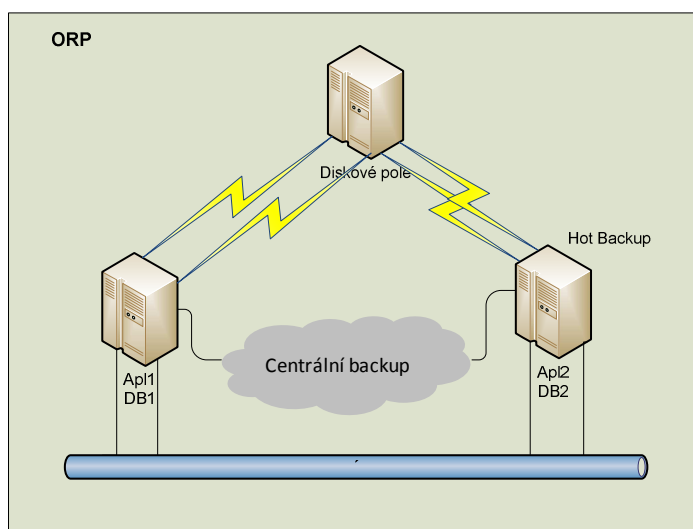 ORP
Diskové pole
Hot Backup
Centrální backup
Apl1
DB1
Apl2
DB2